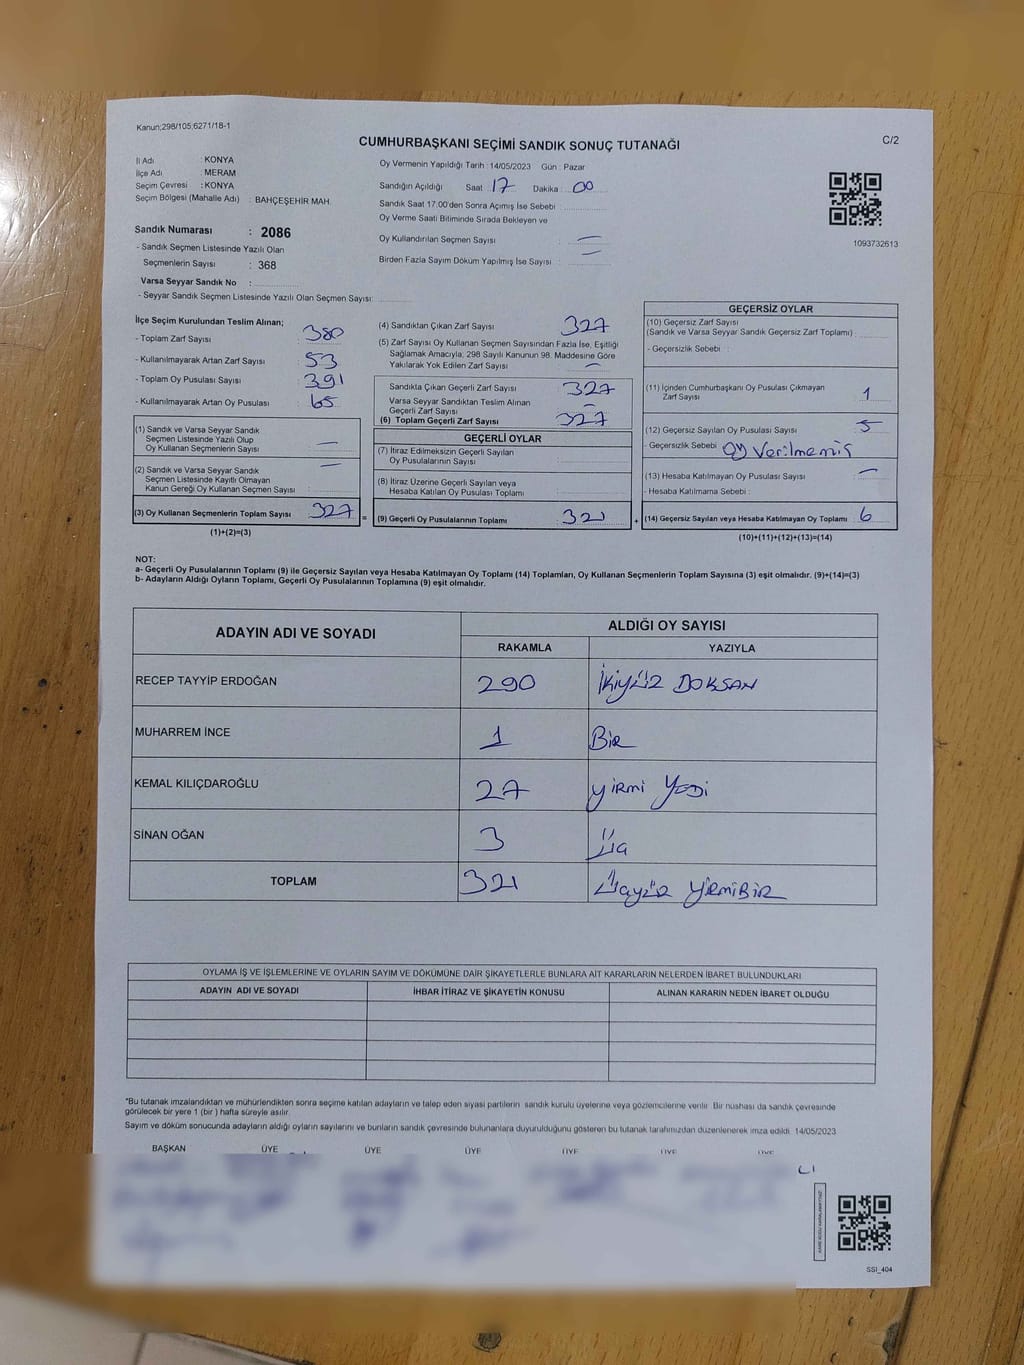 Kanun;298/105;6271/18-1
C/2
CUMHURBAŞKANI SEÇİMİ SANDIK SONUÇ TUTANAĞI
İl Adı : KONYA
İlçe Adı : MERAM
Seçim Çevresi : KONYA
Seçim Bölgesi (Mahalle Adı) : BAHÇEŞEHİR MAH.
Oy Vermenin Yapıldığı Tarih : 14/05/2023 Gün : Pazar
Sandığın Açıldığı Saat 17 Dakika : 00
Sandık Saat 17.00'den Sonra Açımış İse Sebebi :
Oy Verme Saati Bitiminde Sırada Bekleyen ve
Oy Kullandırılan Seçmen Sayısı : —
Birden Fazla Sayım Döküm Yapılmış İse Sayısı : —
1093732613
Sandık Numarası : 2086
- Sandık Seçmen Listesinde Yazılı Olan
Seçmenlerin Sayısı : 368
Varsa Seyyar Sandık No :
- Seyyar Sandık Seçmen Listesinde Yazılı Olan Seçmen Sayısı:
İlçe Seçim Kurulundan Teslim Alınan;
- Toplam Zarf Sayısı : 380
- Kullanılmayarak Artan Zarf Sayısı : 53
- Toplam Oy Pusulası Sayısı : 391
- Kullanılmayarak Artan Oy Pusulası : 65
(1) Sandık ve Varsa Seyyar Sandık
Seçmen Listesinde Yazılı Olup
Oy Kullanan Seçmenlerin Sayısı : —
(2) Sandık ve Varsa Seyyar Sandık
Seçmen Listesinde Kayıtlı Olmayan
Kanun Gereği Oy Kullanan Seçmen Sayısı : —
(3) Oy Kullanan Seçmenlerin Toplam Sayısı : 327
(1)+(2)=(3)
(4) Sandıktan Çıkan Zarf Sayısı : 327
(5) Zarf Sayısı Oy Kullanan Seçmen Sayısından Fazla İse, Eşitliği
Sağlamak Amacıyla, 298 Sayılı Kanunun 98. Maddesine Göre
Yakılarak Yok Edilen Zarf Sayısı : —
Sandıkta Çıkan Geçerli Zarf Sayısı : 327
Varsa Seyyar Sandıktan Teslim Alınan
Geçerli Zarf Sayısı : —
(6) Toplam Geçerli Zarf Sayısı : 327
GEÇERLİ OYLAR
(7) İtiraz Edilmeksizin Geçerli Sayılan
Oy Pusulalarının Sayısı :
(8) İtiraz Üzerine Geçerli Sayılan veya
Hesaba Katılan Oy Pusulası Toplamı :
= (9) Geçerli Oy Pusulalarının Toplamı : 321 +
GEÇERSİZ OYLAR
(10) Geçersiz Zarf Sayısı
(Sandık ve Varsa Seyyar Sandık Geçersiz Zarf Toplamı) :
- Geçersizlik Sebebi :
(11) İçinden Cumhurbaşkanı Oy Pusulası Çıkmayan
Zarf Sayısı : 1
(12) Geçersiz Sayılan Oy Pusulası Sayısı : 5
- Geçersizlik Sebebi : oy Verilmemiş
(13) Hesaba Katılmayan Oy Pusulası Sayısı : —
- Hesaba Katılmama Sebebi :
(14) Geçersiz Sayılan veya Hesaba Katılmayan Oy Toplamı : 6
(10)+(11)+(12)+(13)=(14)
NOT:
a- Geçerli Oy Pusulalarının Toplamı (9) ile Geçersiz Sayılan veya Hesaba Katılmayan Oy Toplamı (14) Toplamları, Oy Kullanan Seçmenlerin Toplam Sayısına (3) eşit olmalıdır. (9)+(14)=(3)
b- Adayların Aldığı Oyların Toplamı, Geçerli Oy Pusulalarının Toplamına (9) eşit olmalıdır.
ADAYIN ADI VE SOYADI ALDIĞI OY SAYISI
RAKAMLA YAZIYLA
RECEP TAYYİP ERDOĞAN 290 İkiyüz DOKSAN
MUHARREM İNCE 1 BiR
KEMAL KILIÇDAROĞLU 27 yirmi Yedi
SİNAN OĞAN 3 Üç
TOPLAM 321 Üçyüz YİRMİBİR
OYLAMA İŞ VE İŞLEMLERİNE VE OYLARIN SAYIM VE DÖKÜMÜNE DAİR ŞİKAYETLERLE BUNLARA AİT KARARLARIN NELERDEN İBARET BULUNDUKLARI
ADAYIN ADI VE SOYADI İHBAR İTİRAZ VE ŞİKAYETİN KONUSU ALINAN KARARIN NEDEN İBARET OLDUĞU
*Bu tutanak imzalandıktan ve mühürlendikten sonra seçime katılan adayların ve talep eden siyasi partilerin sandık kurulu üyelerine veya gözlemcilerine verilir. Bir nüshası da sandık çevresinde
görülecek bir yere 1 (bir ) hafta süreyle asılır.
Sayım ve döküm sonucunda adayların aldığı oyların sayılarını ve bunların sandık çevresinde bulunanlara duyurulduğunu gösteren bu tutanak tarafımızdan düzenlenerek imza edildi. 14/05/2023
BAŞKAN ÜYE ÜYE ÜYE ÜYE ÜYE ÜYE
SSI_404